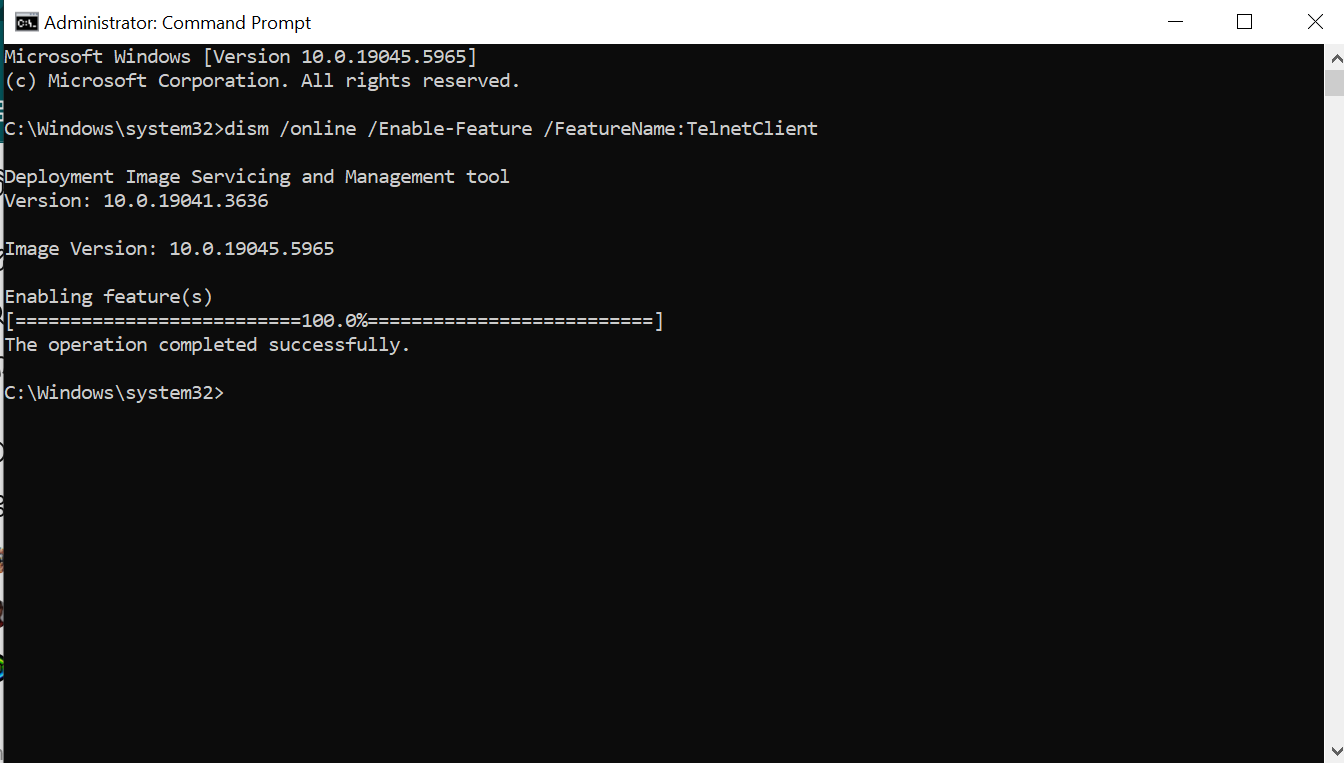 Administrator: Command Prompt
Microsoft Windows [Version 10.0.19045.5965]
(c) Microsoft Corporation. All rights reserved.
C:\Windows\system32>dism /online /Enable-Feature /FeatureName:TelnetClient
Deployment Image Servicing and Management tool
Version: 10.0.19041.3636
Image Version: 10.0.19045.5965
Enabling feature(s)
[==========================100.0%==========================]
The operation completed successfully.
C:\Windows\system32>